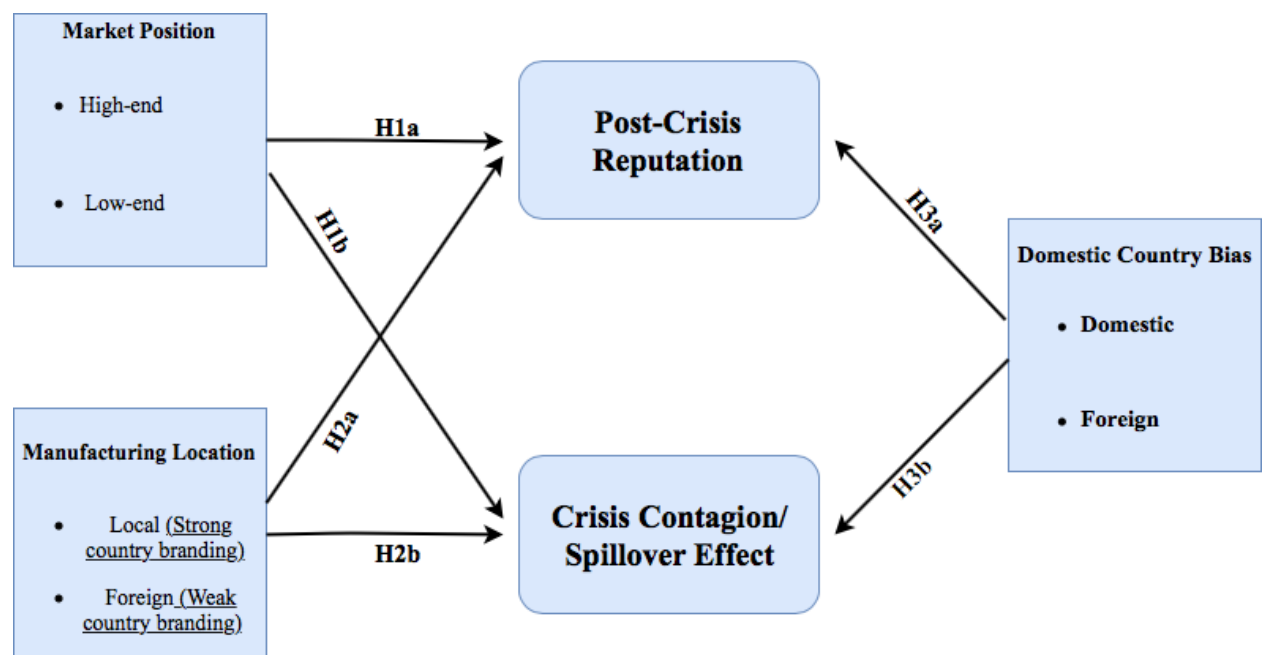 Market Position
• High-end
• Low-end
H1a
H1b
H2a
H2b
Manufacturing Location
• Local (Strong
country branding)
• Foreign (Weak
country branding)
Post-Crisis
Reputation
Crisis Contagion/
Spillover Effect
H3a
H3b
Domestic Country Bias
• Domestic
• Foreign